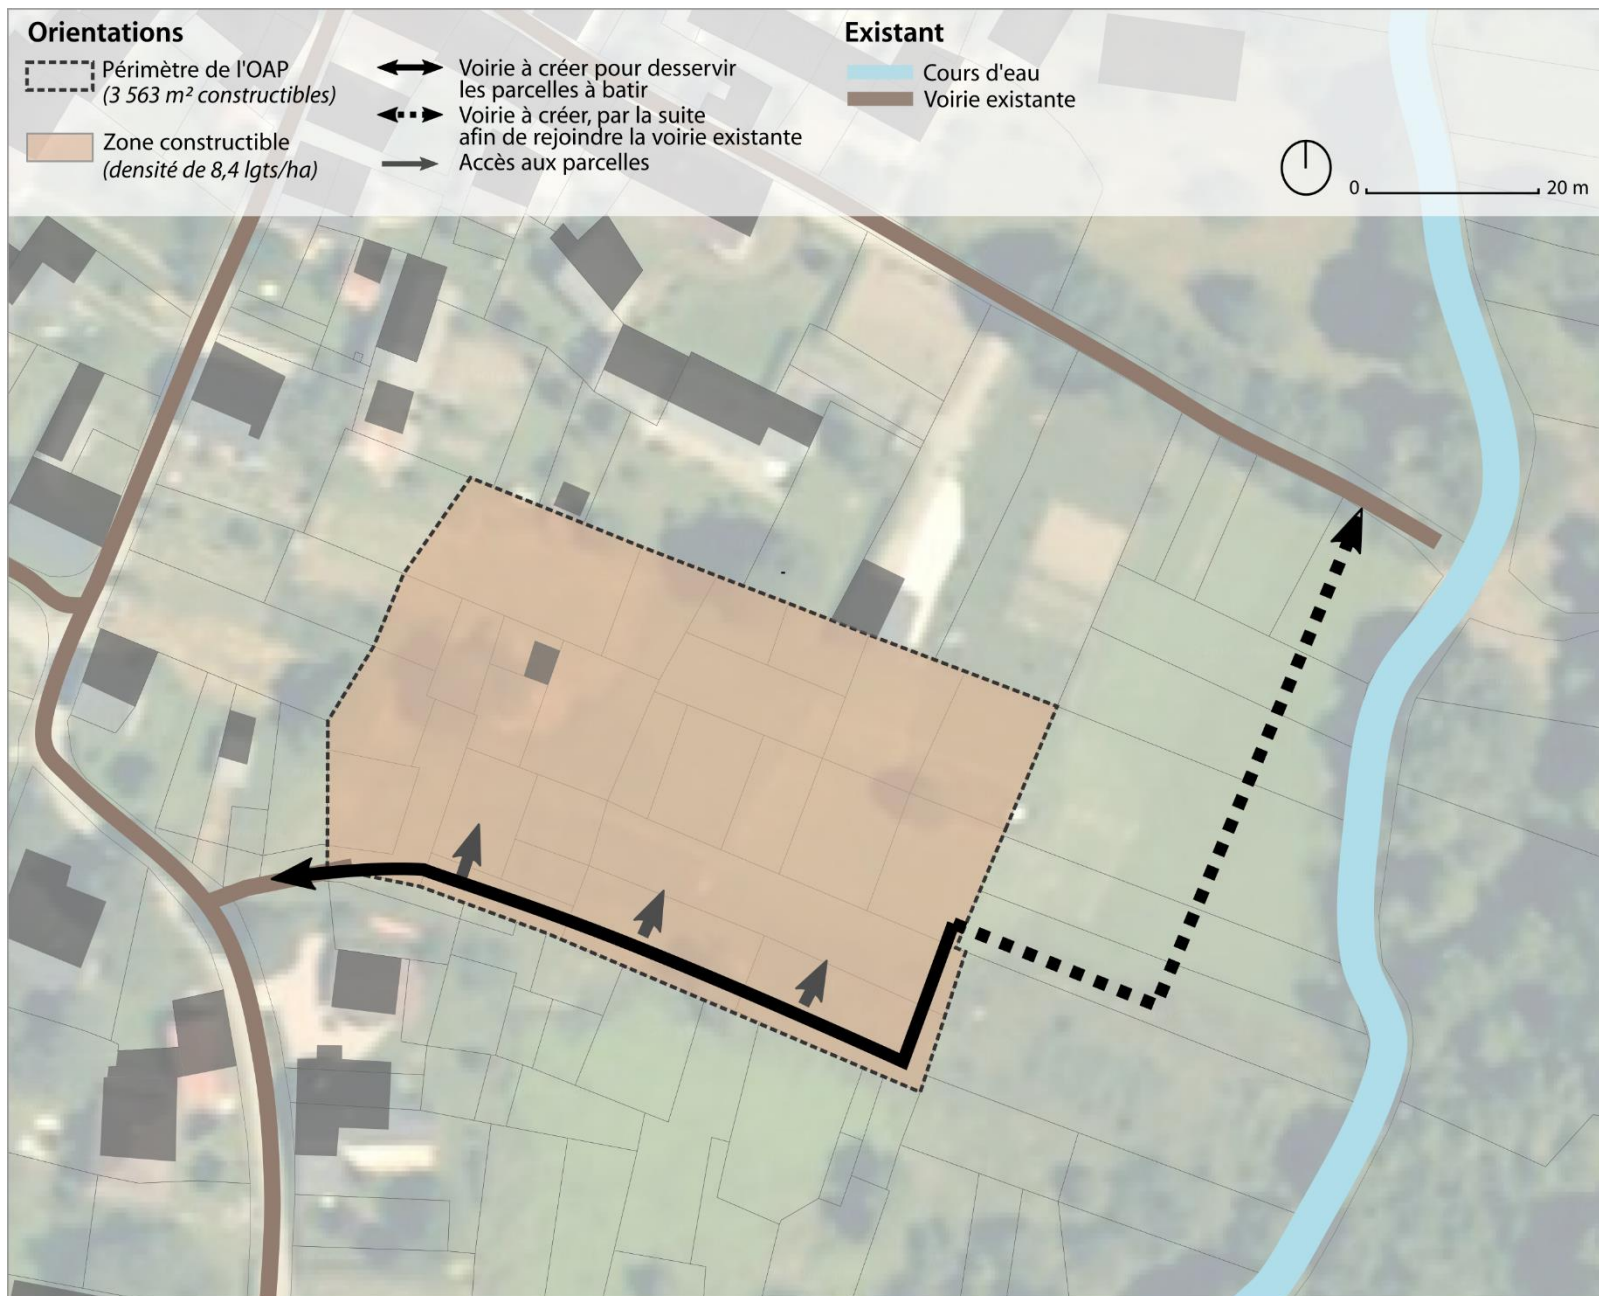 Orientations
Périmètre de l'OAP
(3 563 m² constructibles)
Zone constructible
(densité de 8,4 lgts/ha)
Voirie à créer pour desservir
les parcelles à batir
Voirie à créer, par la suite
afin de rejoindre la voirie existante
Accès aux parcelles
Existant
Cours d'eau
Voirie existante
0 20 m